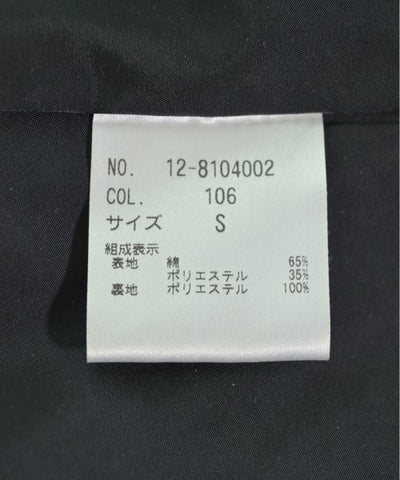 NO. 12-8104002
COL. 106
サイズ S
組成表示
表地 綿 65%
ポリエステル 35%
裏地 ポリエステル 100%